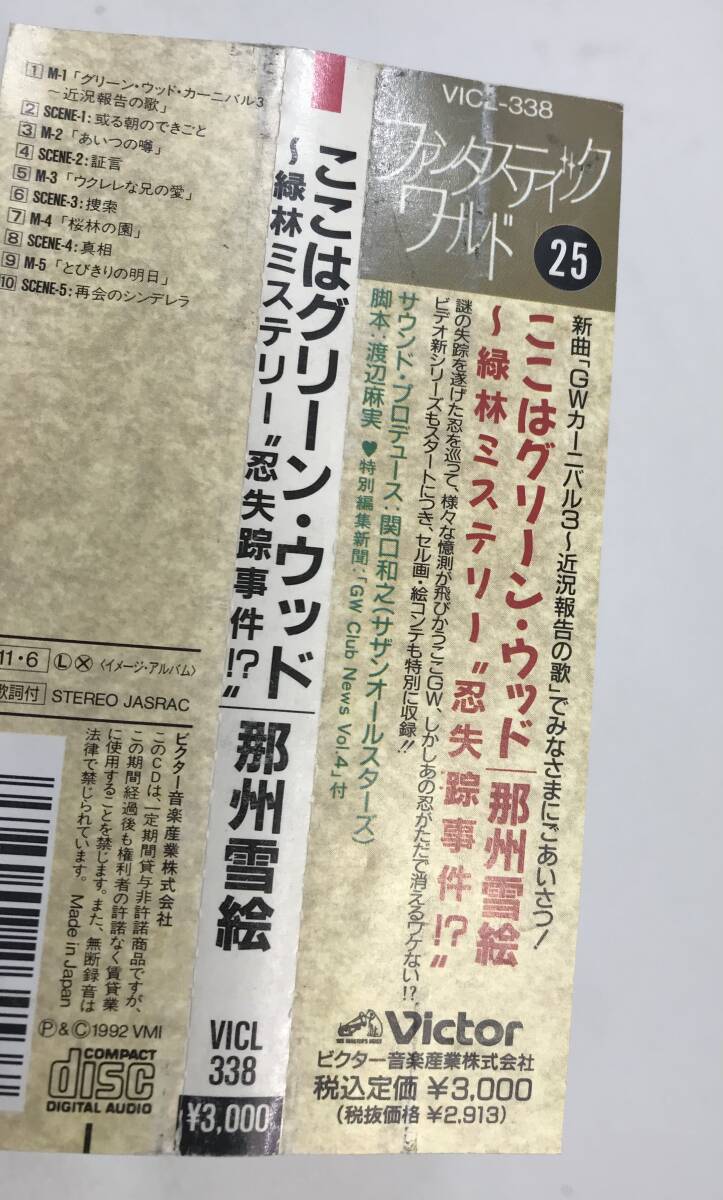 1 M-1「グリーン・ウッド・カーニバル3
～近況報告の歌」
2 SCENE-1:或る朝のできごと
3 M-2「あいつの噂」
4 SCENE-2:証言
5 M-3「ウクレレな兄の愛」
6 SCENE-3:捜索
7 M-4「桜林の園」
8 SCENE-4:真相
9 M-5「とびきりの明日」
10 SCENE-5:再会のシンデレラ
11・6 Ⓛ Ⓧ〈イメージ・アルバム〉
歌詞付 STEREO JASRAC
ビクター音楽産業株式会社
このCDは、一定期間貸与非許諾商品ですが、
この期間経過後も権利者の許諾なく賃貸業
に使用することを禁じます。また、無断録音は
法律で禁じられています。 Made in Japan
Ⓟ&Ⓒ1992 VMI
COMPACT
disc
DIGITAL AUDIO
ここはグリーン・ウッド
～緑林ミステリー“忍失踪事件!?”
那州雪絵
VICL
338
¥3,000
VICL-338
ファンタスティック
ワールド
25
新曲「GWカーニバル3～近況報告の歌」でみなさまにごあいさつ!
ここはグリーン・ウッド 那州雪絵
～緑林ミステリー“忍失踪事件!?”
謎の失踪を遂げた忍を巡って、様々な憶測が飛びかうここGW、しかしあの忍がただで消えるワケない!?
ビデオ新シリーズもスタートにつき、セル画・絵コンテも特別に収録!!
サウンド・プロデュース:関口和之(サザンオールスターズ)
脚本:渡辺麻実 ♥特別編集新聞:「GW Club News Vol.4」付
HIS MASTER'S VOICE
Victor
ビクター音楽産業株式会社
税込定価 ¥3,000
(税抜価格 ¥2,913)